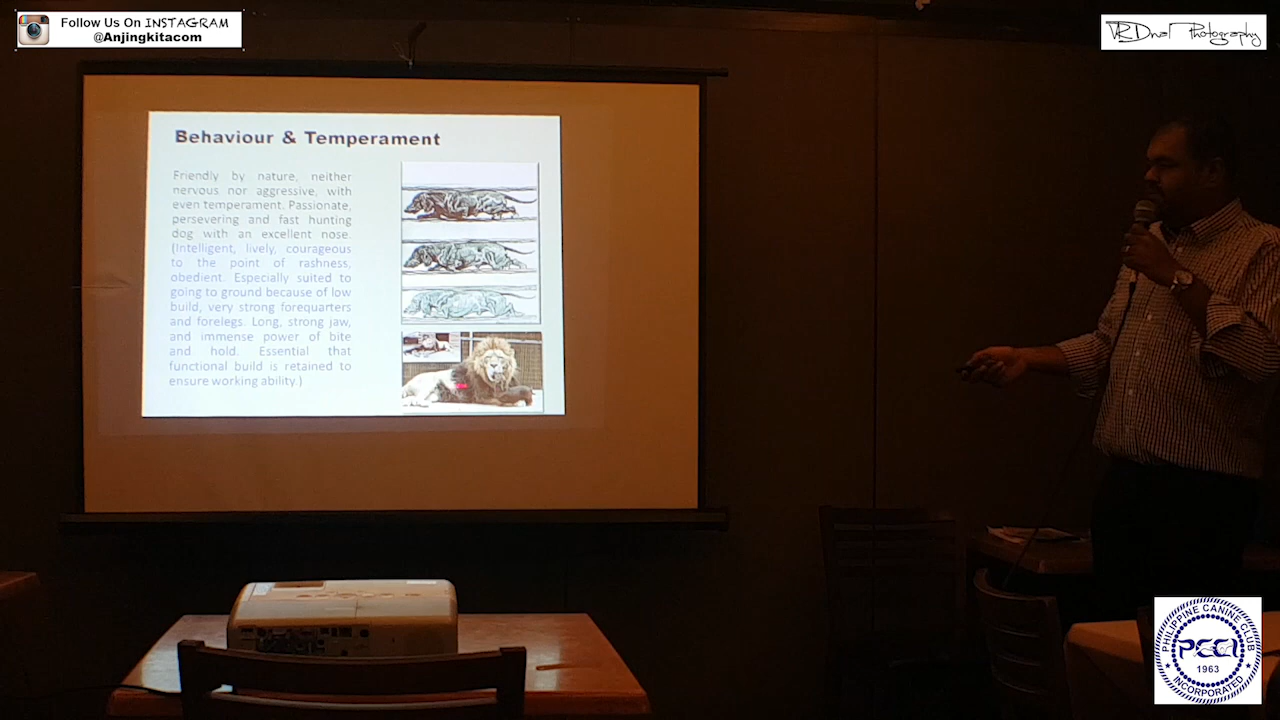 Follow Us On INSTAGRAM
@Anjingkitacom
VRDnal Photography
Behaviour & Temperament
Friendly by nature, neither
nervous nor aggressive, with
even temperament. Passionate,
persevering and fast hunting
dog with an excellent nose.
(Intelligent, lively, courageous
to the point of rashness,
obedient. Especially suited to
going to ground because of low
build, very strong forequarters
and forelegs. Long, strong jaw,
and immense power of bite
and hold. Essential that
functional build is retained to
ensure working ability.)
PHILIPPINE CANINE CLUB
PCCI
1963
INCORPORATED